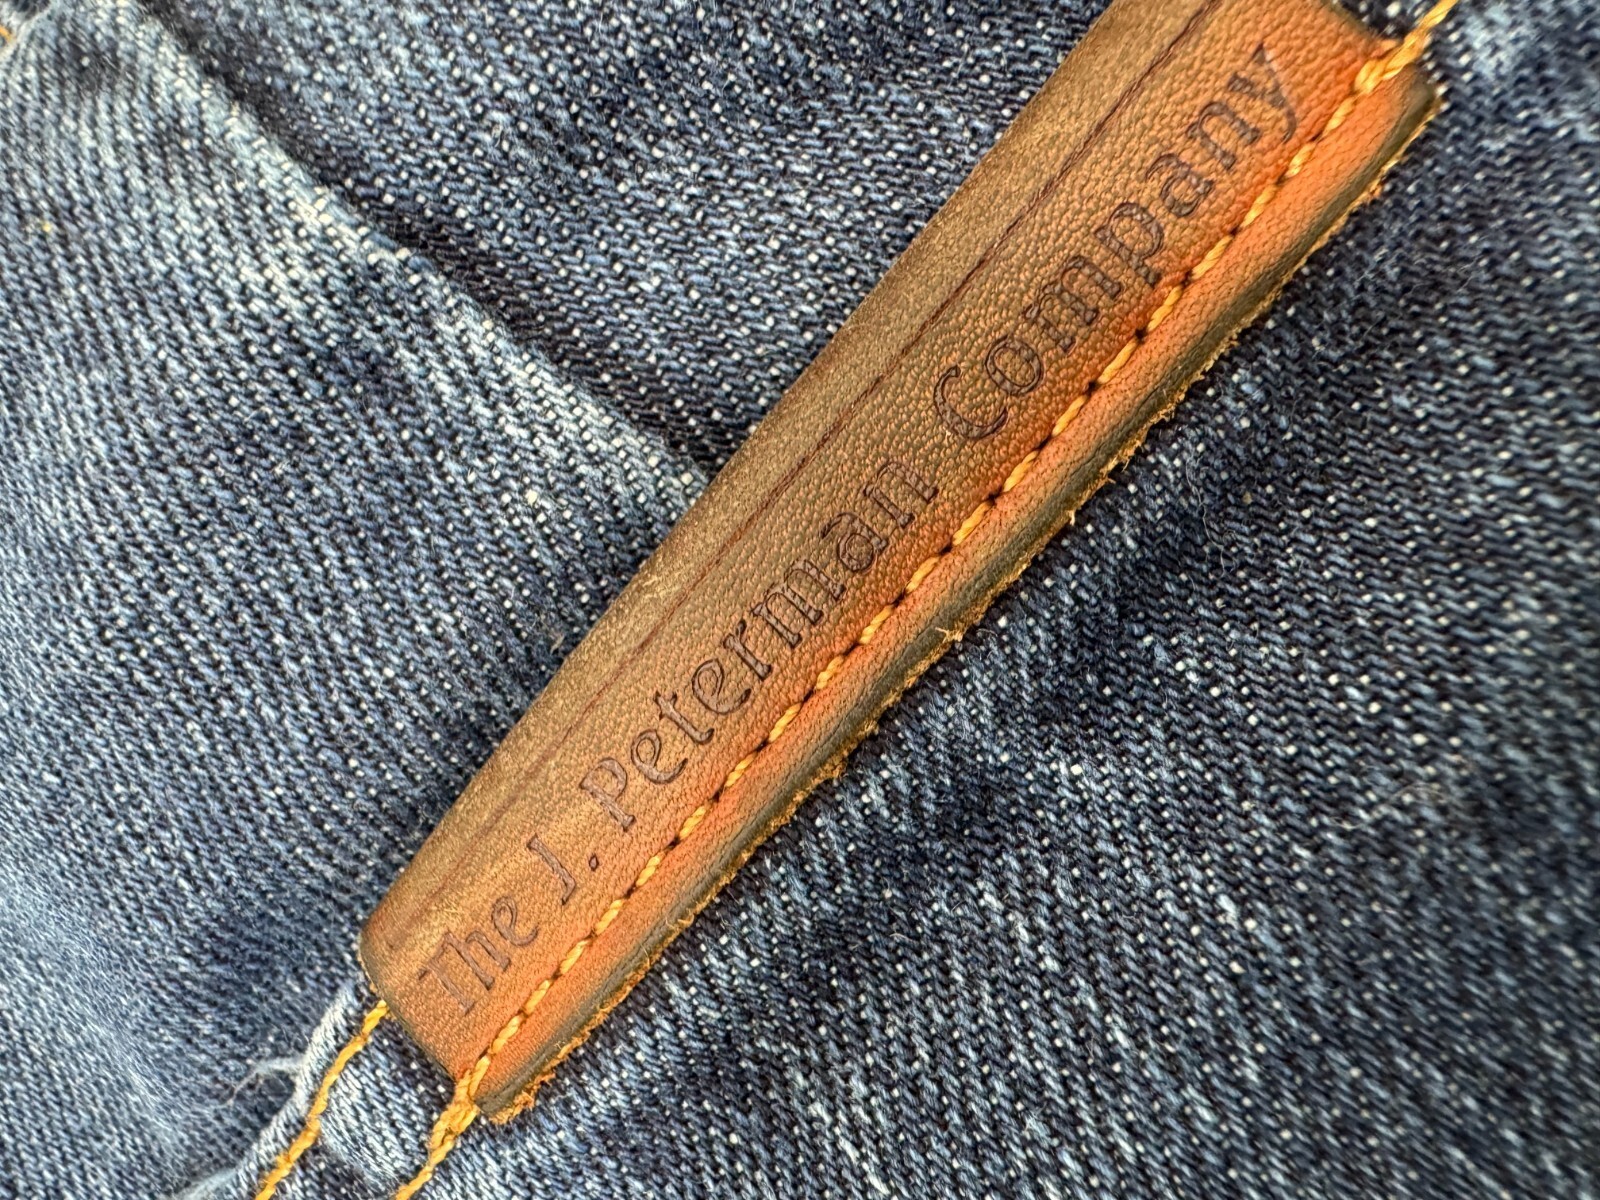 The J. Peterman Company